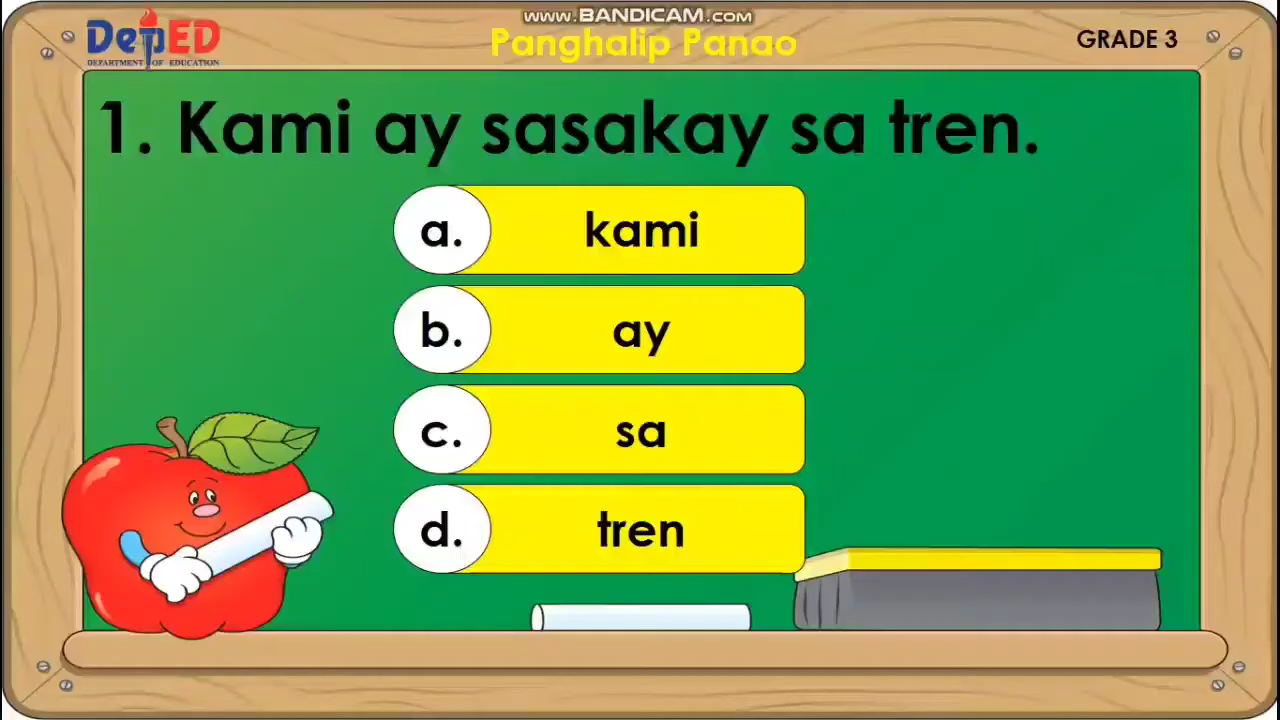 www.BANDICAM.com
DepED
DEPARTMENT OF EDUCATION
Panghalip Panao
GRADE 3
1. Kami ay sasakay sa tren.
a. kami
b. ay
c. sa
d. tren